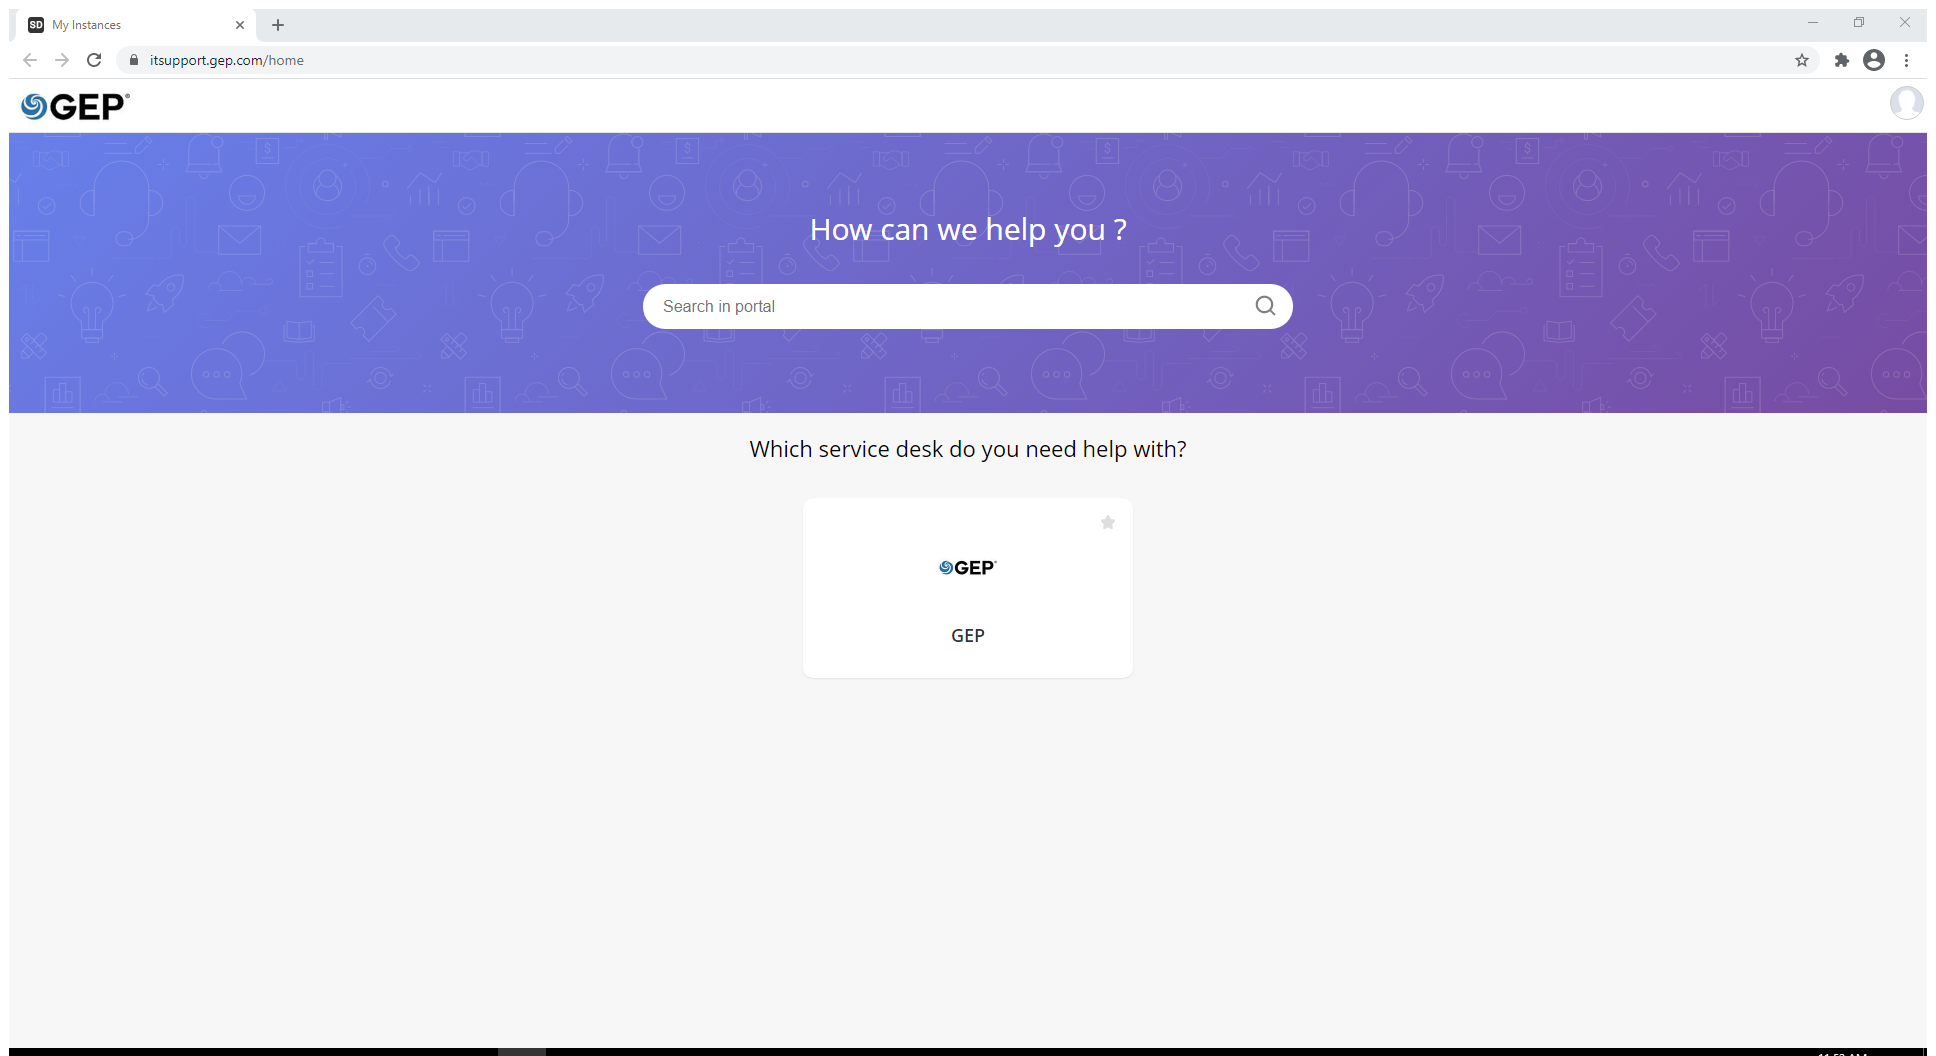 SD My Instances
itsupport.gep.com/home
GEP®
How can we help you ?
Search in portal
Which service desk do you need help with?
GEP®
GEP